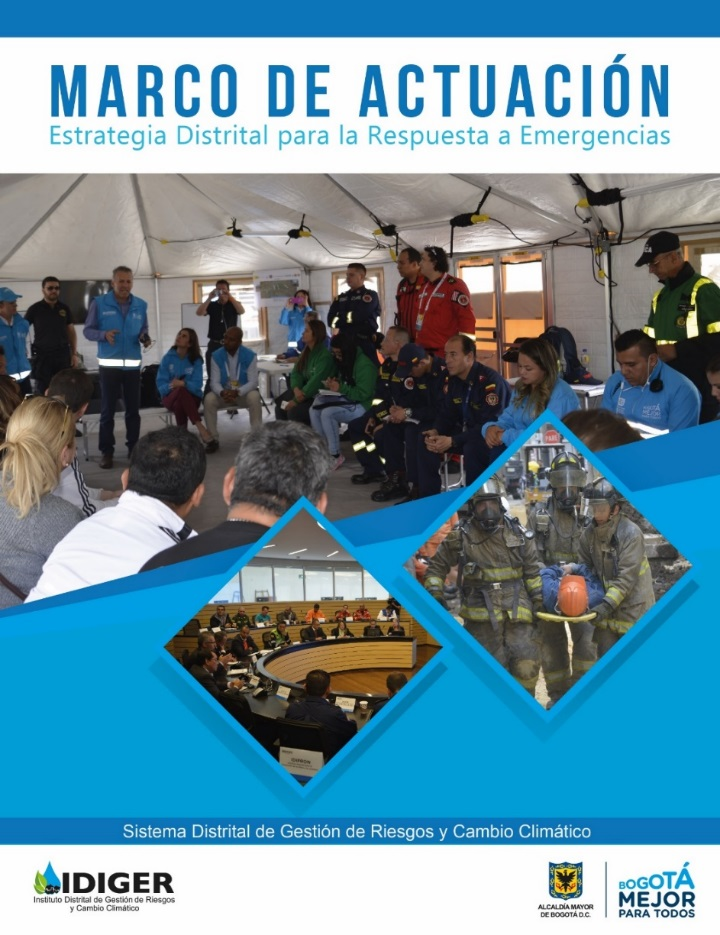 MARCO DE ACTUACIÓN
Estrategia Distrital para la Respuesta a Emergencias
PARE
Sistema Distrital de Gestión de Riesgos y Cambio Climático
IDIGER
Instituto Distrital de Gestión de Riesgos
y Cambio Climático
ALCALDÍA MAYOR
DE BOGOTÁ D.C.
BOGOTÁ
MEJOR
PARA TODOS